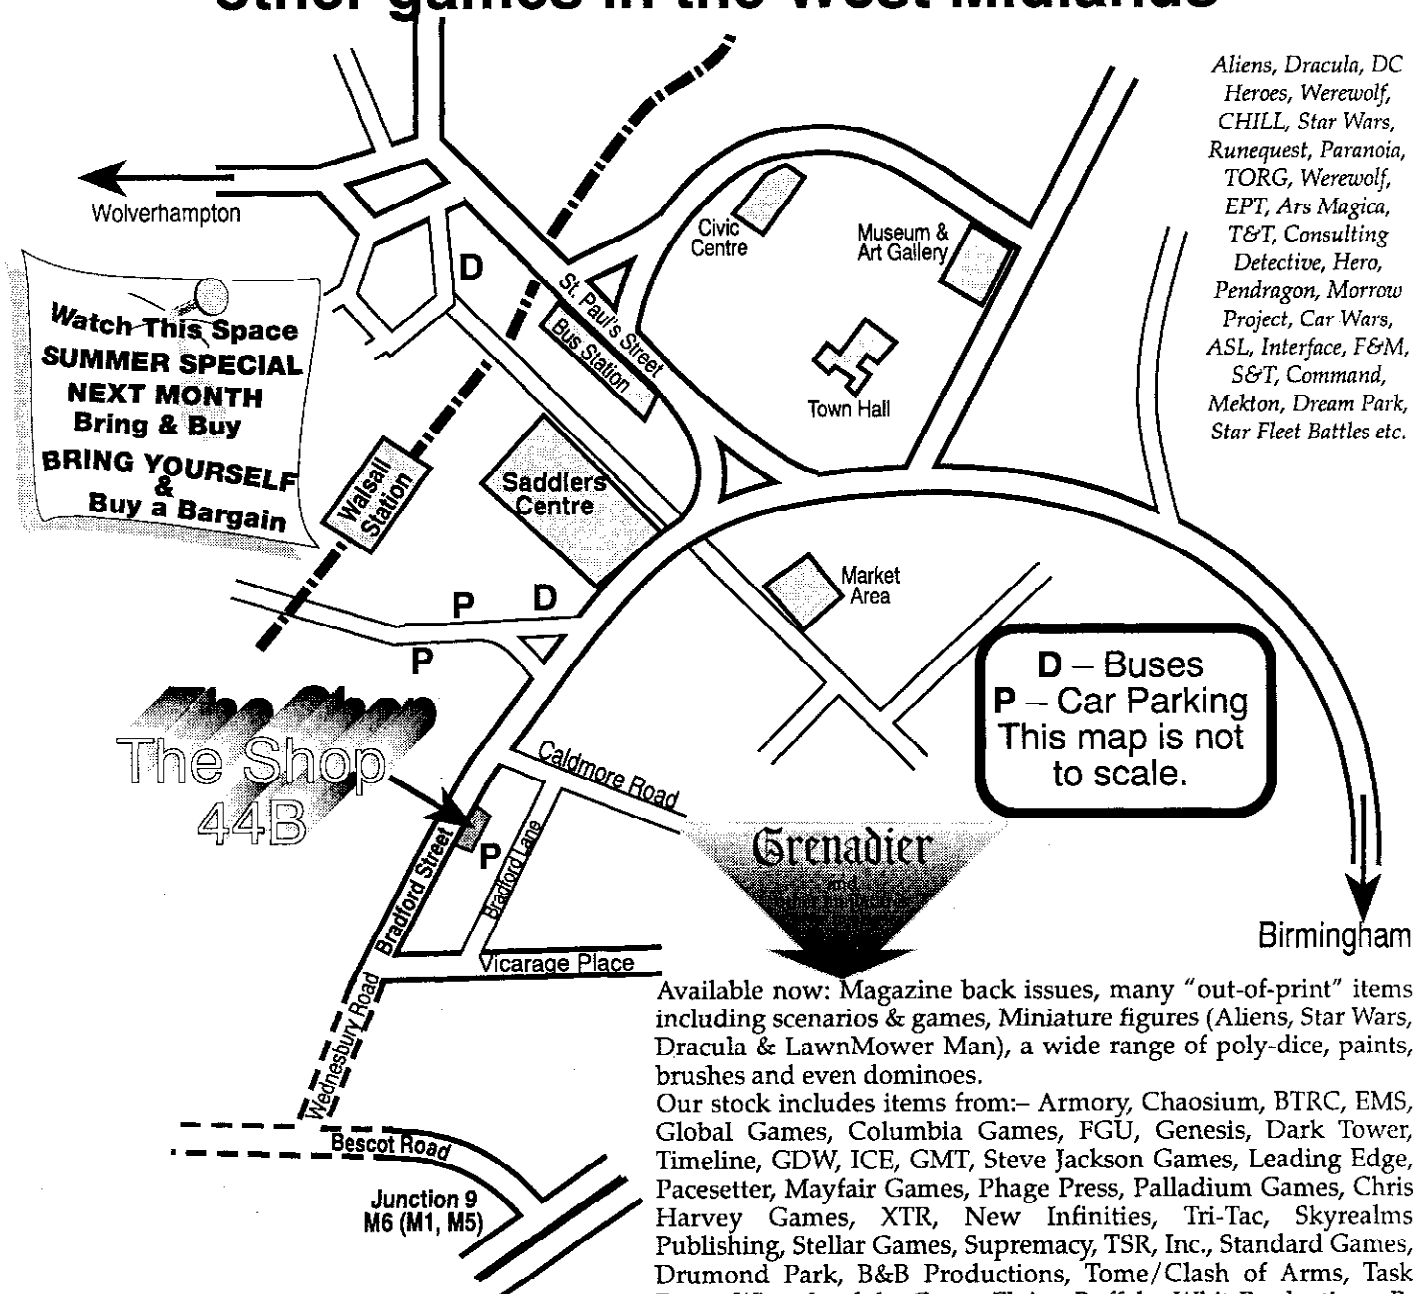 other games in the West Midlands
Aliens, Dracula, DC
Heroes, Werewolf,
CHILL, Star Wars,
Runequest, Paranoia,
TORG, Werewolf,
EPT, Ars Magica,
T&T, Consulting
Detective, Hero,
Pendragon, Morrow
Project, Car Wars,
ASL, Interface, F&M,
S&T, Command,
Mekton, Dream Park,
Star Fleet Battles etc.
Wolverhampton
Civic
Centre
Museum &
Art Gallery
D
St. Paul's Street
Bus Station
Town Hall
Watch This Space
SUMMER SPECIAL
NEXT MONTH
Bring & Buy
BRING YOURSELF
&
Buy a Bargain
Walsall
Station
Saddlers
Centre
Market
Area
P
D
P
D – Buses
P – Car Parking
This map is not
to scale.
The Shop
44B
Caldmore Road
Bradford Street
P
Bradford Lane
Grenadier
and
Birmingham
Vicarage Place
Wednesbury Road
Bescot Road
Junction 9
M6 (M1, M5)
Available now: Magazine back issues, many "out-of-print" items
including scenarios & games, Miniature figures (Aliens, Star Wars,
Dracula & LawnMower Man), a wide range of poly-dice, paints,
brushes and even dominoes.
Our stock includes items from:– Armory, Chaosium, BTRC, EMS,
Global Games, Columbia Games, FGU, Genesis, Dark Tower,
Timeline, GDW, ICE, GMT, Steve Jackson Games, Leading Edge,
Pacesetter, Mayfair Games, Phage Press, Palladium Games, Chris
Harvey Games, XTR, New Infinities, Tri-Tac, Skyrealms
Publishing, Stellar Games, Supremacy, TSR, Inc., Standard Games,
Drumond Park, B&B Productions, Tome/Clash of Arms, Task